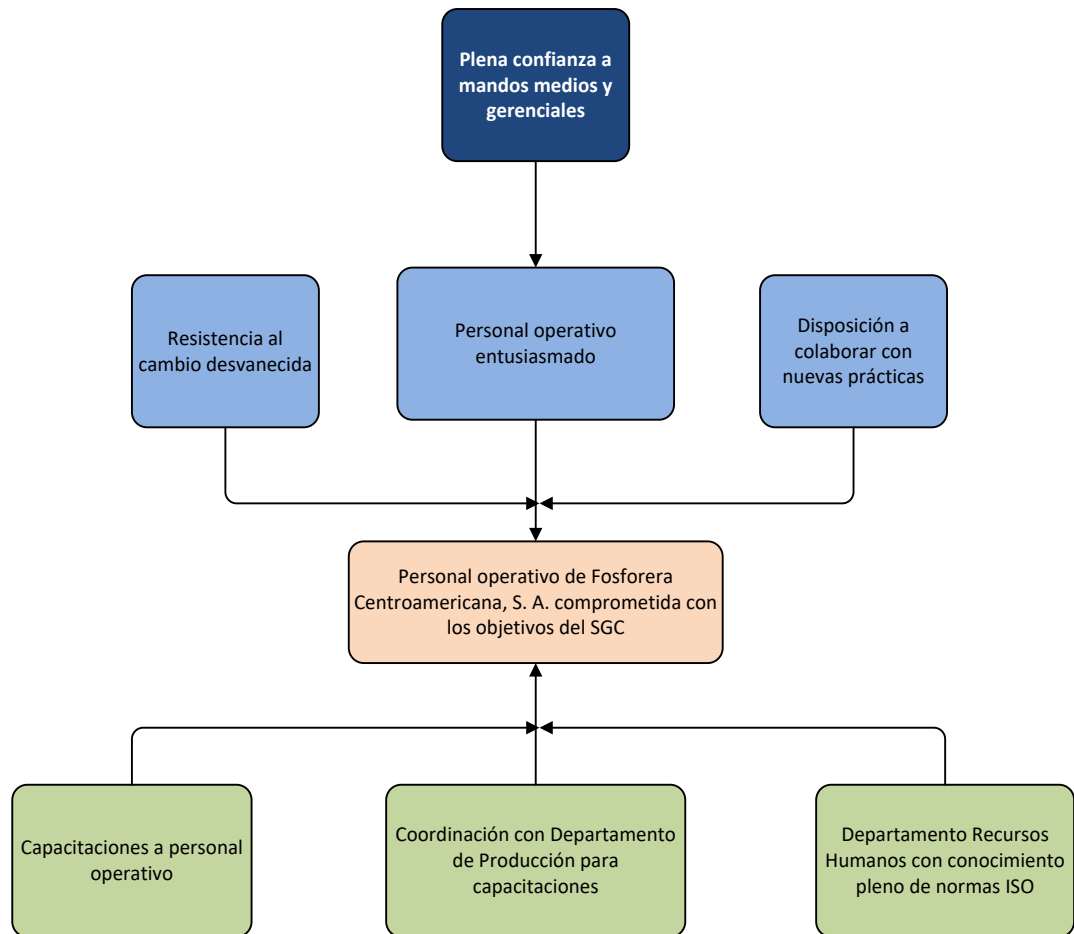 Plena confianza a
mandos medios y
gerenciales
Resistencia al
cambio desvanecida
Personal operativo
entusiasmado
Disposición a
colaborar con
nuevas prácticas
Personal operativo de Fosforera
Centroamericana, S. A. comprometida con
los objetivos del SGC
Capacitaciones a personal
operativo
Coordinación con Departamento
de Producción para
capacitaciones
Departamento Recursos
Humanos con conocimiento
pleno de normas ISO